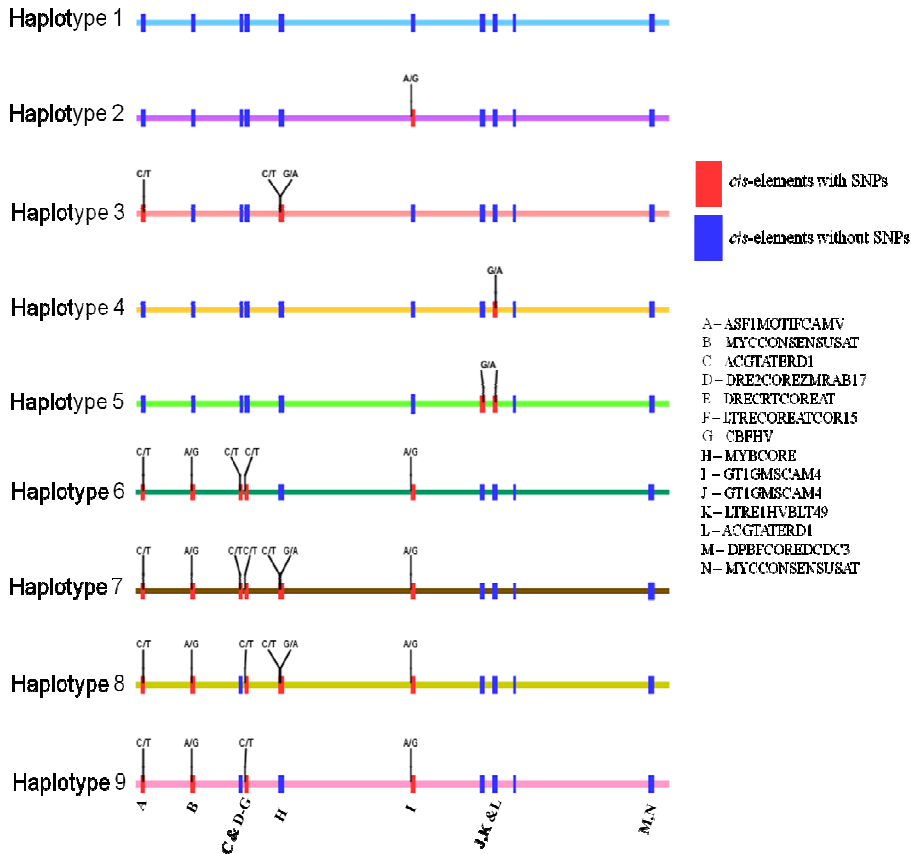 Haplotype 1
A/G
Haplotype 2
C/T C/T G/A
Haplotype 3
G/A
Haplotype 4
G/A
Haplotype 5
C/T A/G C/T C/T A/G
Haplotype 6
C/T A/G C/T C/T C/T G/A A/G
Haplotype 7
C/T A/G C/T C/T G/A A/G
Haplotype 8
C/T A/G C/T A/G
Haplotype 9
A B C & D-G H I J,K &L M,N
cis-elements with SNPs
cis-elements without SNPs
A – ASF1MOTIFCAMV
B MYCCONSENSUSAT
C ACGTATERD1
D – DRE2COREZMRAB17
E DRECRTCOREAT
F – LTRECOREATCOR15
G CBFHV
H – MYBCORE
I – GT1GMSCAM4
J – GT1GMSCAM4
K – LTRE1HVBLT49
L – ACGTATERD1
M – DPBFCOREDCDC3
N – MYCCONSENSUSAT